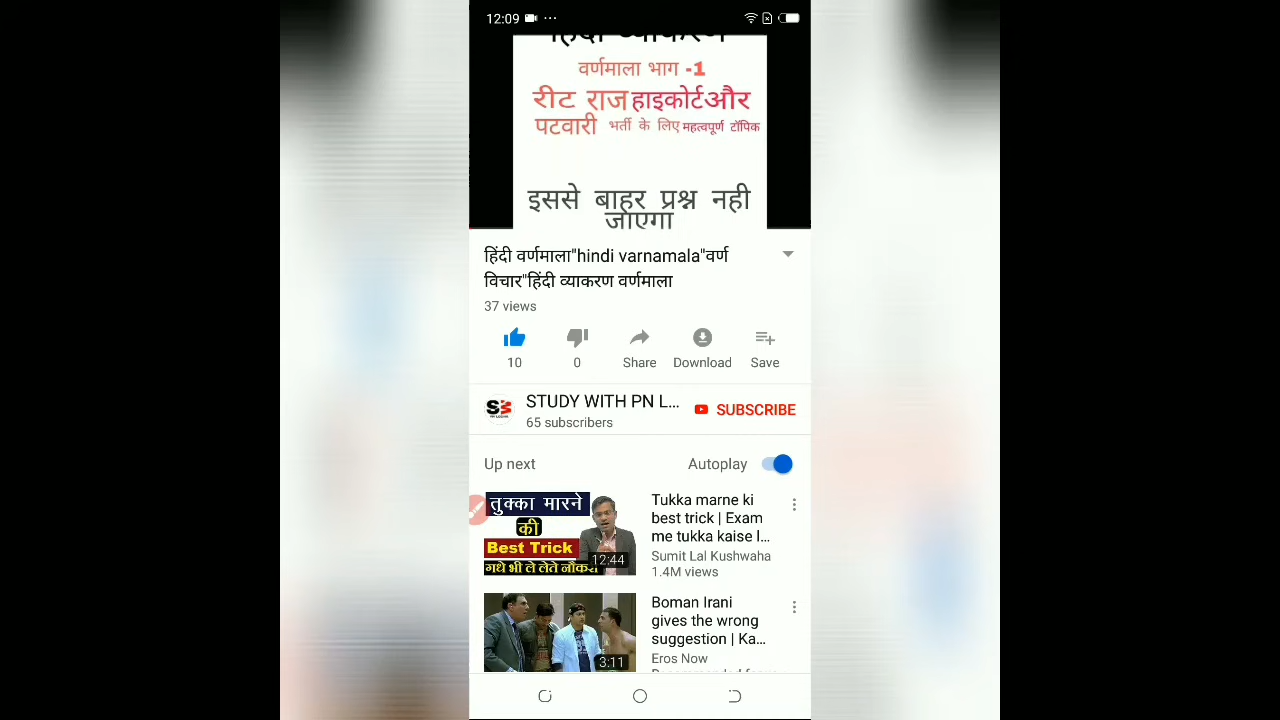 12:09
हिंदी व्याकरण
वर्णमाला भाग -1
रीट राज हाइकोर्ट और
पटवारी भर्ती के लिए महत्वपूर्ण टॉपिक
इससे बाहर प्रश्न नही
जाएगा
हिंदी वर्णमाला"hindi varnamala"वर्ण
विचार"हिंदी व्याकरण वर्णमाला
37 views
10 0 Share Download Save
STUDY WITH PN L...
SUBSCRIBE
65 subscribers
Up next Autoplay
तुक्का मारने
की
Best Trick
गधे भी ले लेते नौकरी
12:44
Tukka marne ki
best trick | Exam
me tukka kaise l...
Sumit Lal Kushwaha
1.4M views
3:11
Boman Irani
gives the wrong
suggestion | Ka...
Eros Now